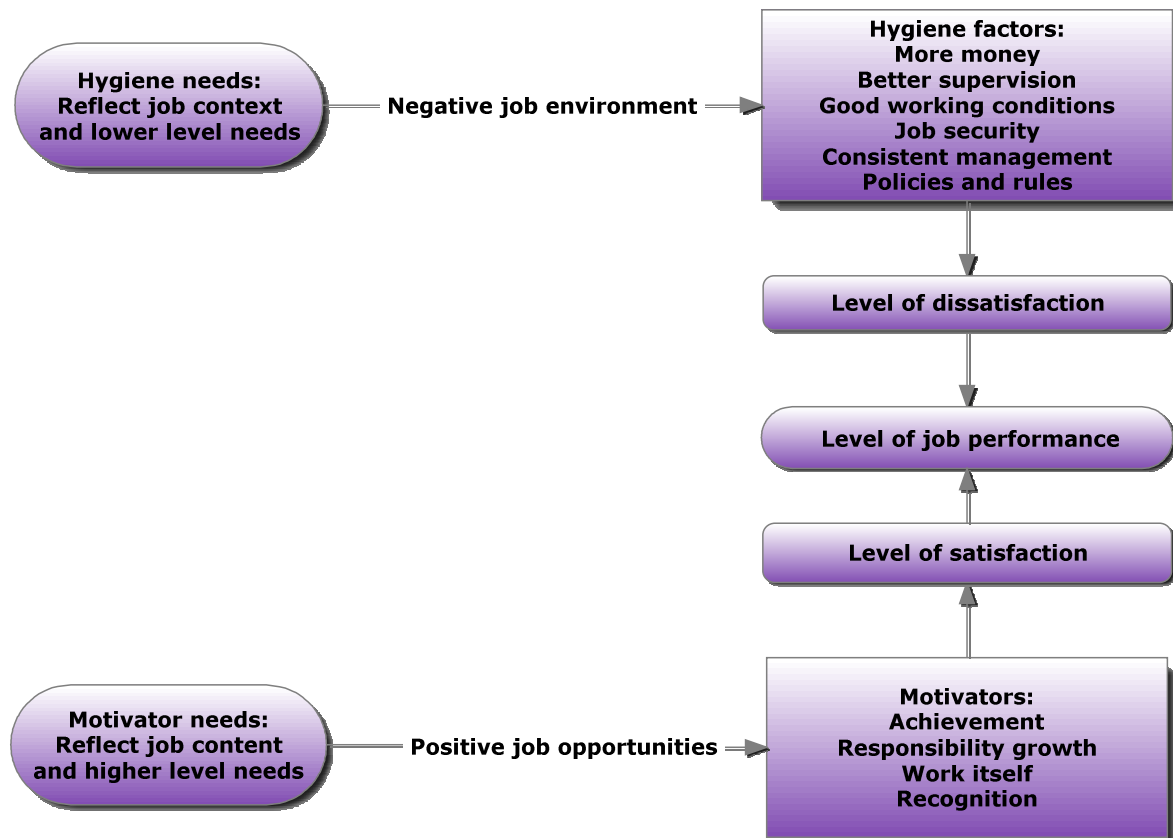 Hygiene needs:
Reflect job context
and lower level needs
Negative job environment
Hygiene factors:
More money
Better supervision
Good working conditions
Job security
Consistent management
Policies and rules
Level of dissatisfaction
Level of job performance
Level of satisfaction
Motivator needs:
Reflect job content
and higher level needs
Positive job opportunities
Motivators:
Achievement
Responsibility growth
Work itself
Recognition